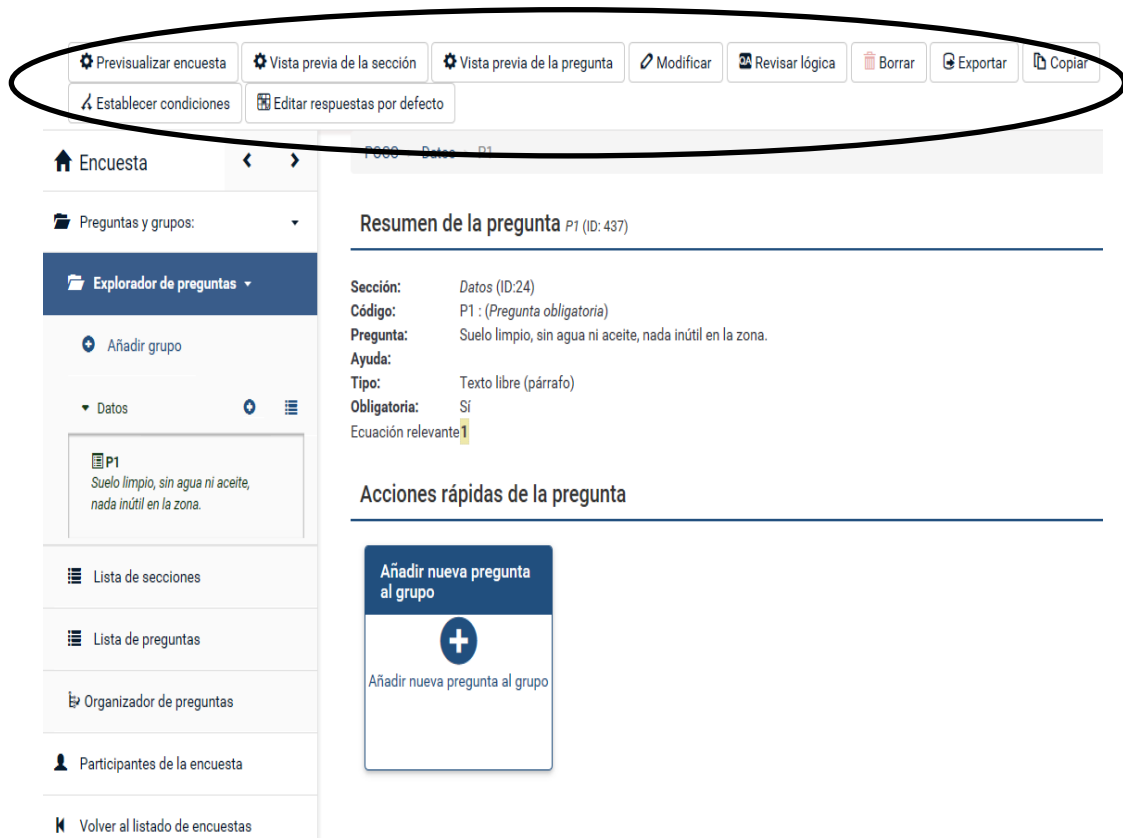 Previsualizar encuesta Vista previa de la sección Vista previa de la pregunta Modificar Revisar lógica Borrar Exportar Copiar
Establecer condiciones Editar respuestas por defecto
Encuesta
Datos P1
Preguntas y grupos:
Explorador de preguntas
Añadir grupo
Datos
P1
Suelo limpio, sin agua ni aceite,
nada inútil en la zona.
Lista de secciones
Lista de preguntas
Organizador de preguntas
Participantes de la encuesta
Volver al listado de encuestas
Resumen de la pregunta P1 (ID: 437)
Sección: Datos (ID:24)
Código: P1 : (Pregunta obligatoria)
Pregunta: Suelo limpio, sin agua ni aceite, nada inútil en la zona.
Ayuda:
Tipo: Texto libre (párrafo)
Obligatoria: Sí
Ecuación relevante 1
Acciones rápidas de la pregunta
Añadir nueva pregunta
al grupo
Añadir nueva pregunta al grupo